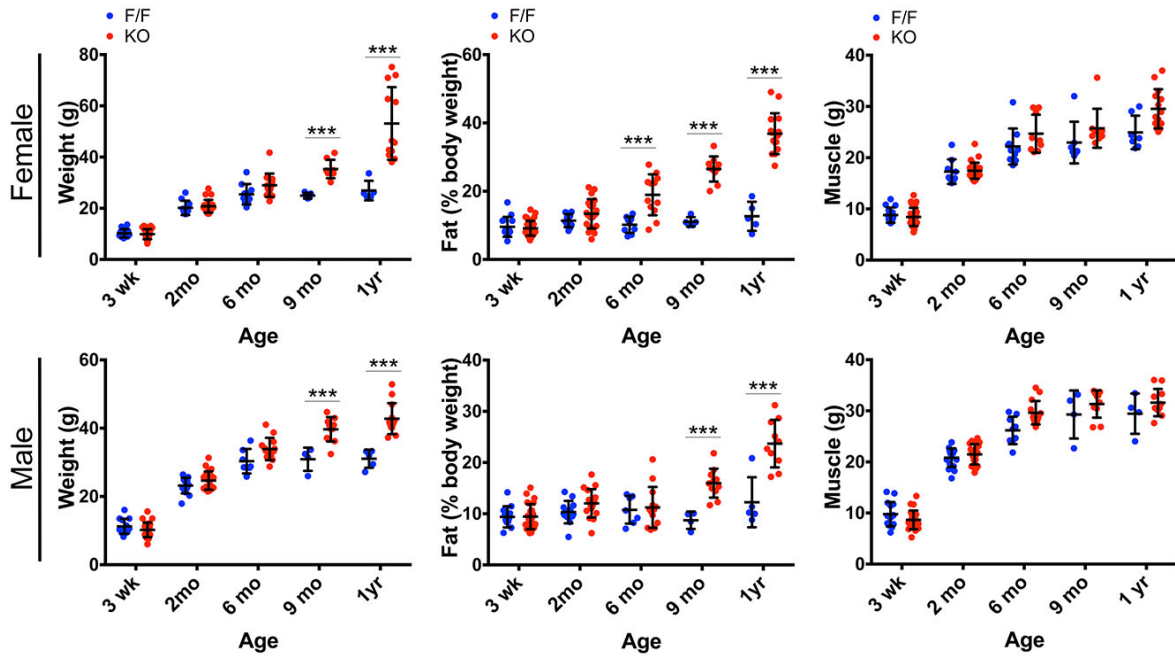 Female
F/F
KO
Weight (g)
80
60
40
20
0
***
***
3 wk
2mo
6 mo
9 mo
1yr
Age
F/F
KO
Fat (% body weight)
60
40
20
0
***
***
***
3 wk
2mo
6 mo
9 mo
1yr
Age
F/F
KO
Muscle (g)
40
30
20
10
0
3 wk
2 mo
6 mo
9 mo
1 yr
Age
Male
Weight (g)
60
40
20
0
***
***
3 wk
2mo
6 mo
9 mo
1yr
Age
Fat (% body weight)
40
30
20
10
0
***
***
3 wk
2mo
6 mo
9 mo
1yr
Age
Muscle (g)
40
30
20
10
0
3 wk
2 mo
6 mo
9 mo
1 yr
Age